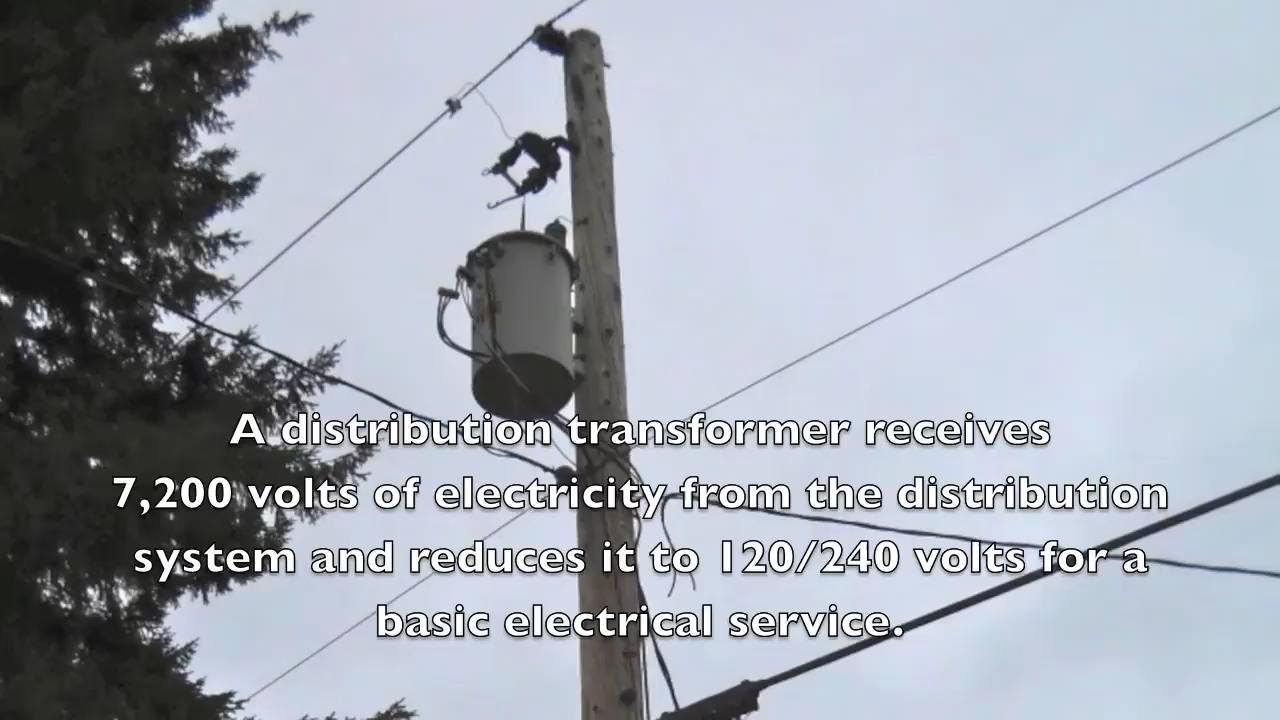 A distribution transformer receives
7,200 volts of electricity from the distribution
system and reduces it to 120/240 volts for a
basic electrical service.